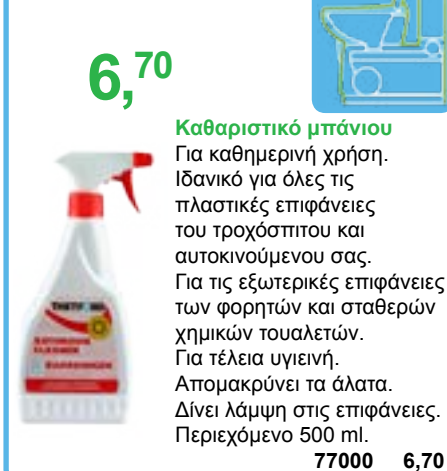 6,70
Καθαριστικό μπάνιου
Για καθημερινή χρήση.
Ιδανικό για όλες τις
πλαστικές επιφάνειες
του τροχόσπιτου και
αυτοκινούμενου σας.
Για τις εξωτερικές επιφάνειες
των φορητών και σταθερών
χημικών τουαλετών.
Για τέλεια υγιεινή.
Απομακρύνει τα άλατα.
Δίνει λάμψη στις επιφάνειες.
Περιεχόμενο 500 ml.
77000 6,70